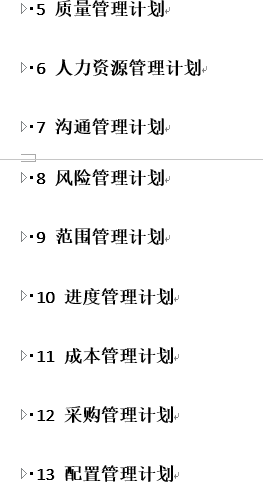 5 质量管理计划
6 人力资源管理计划
7 沟通管理计划
8 风险管理计划
9 范围管理计划
10 进度管理计划
11 成本管理计划
12 采购管理计划
13 配置管理计划